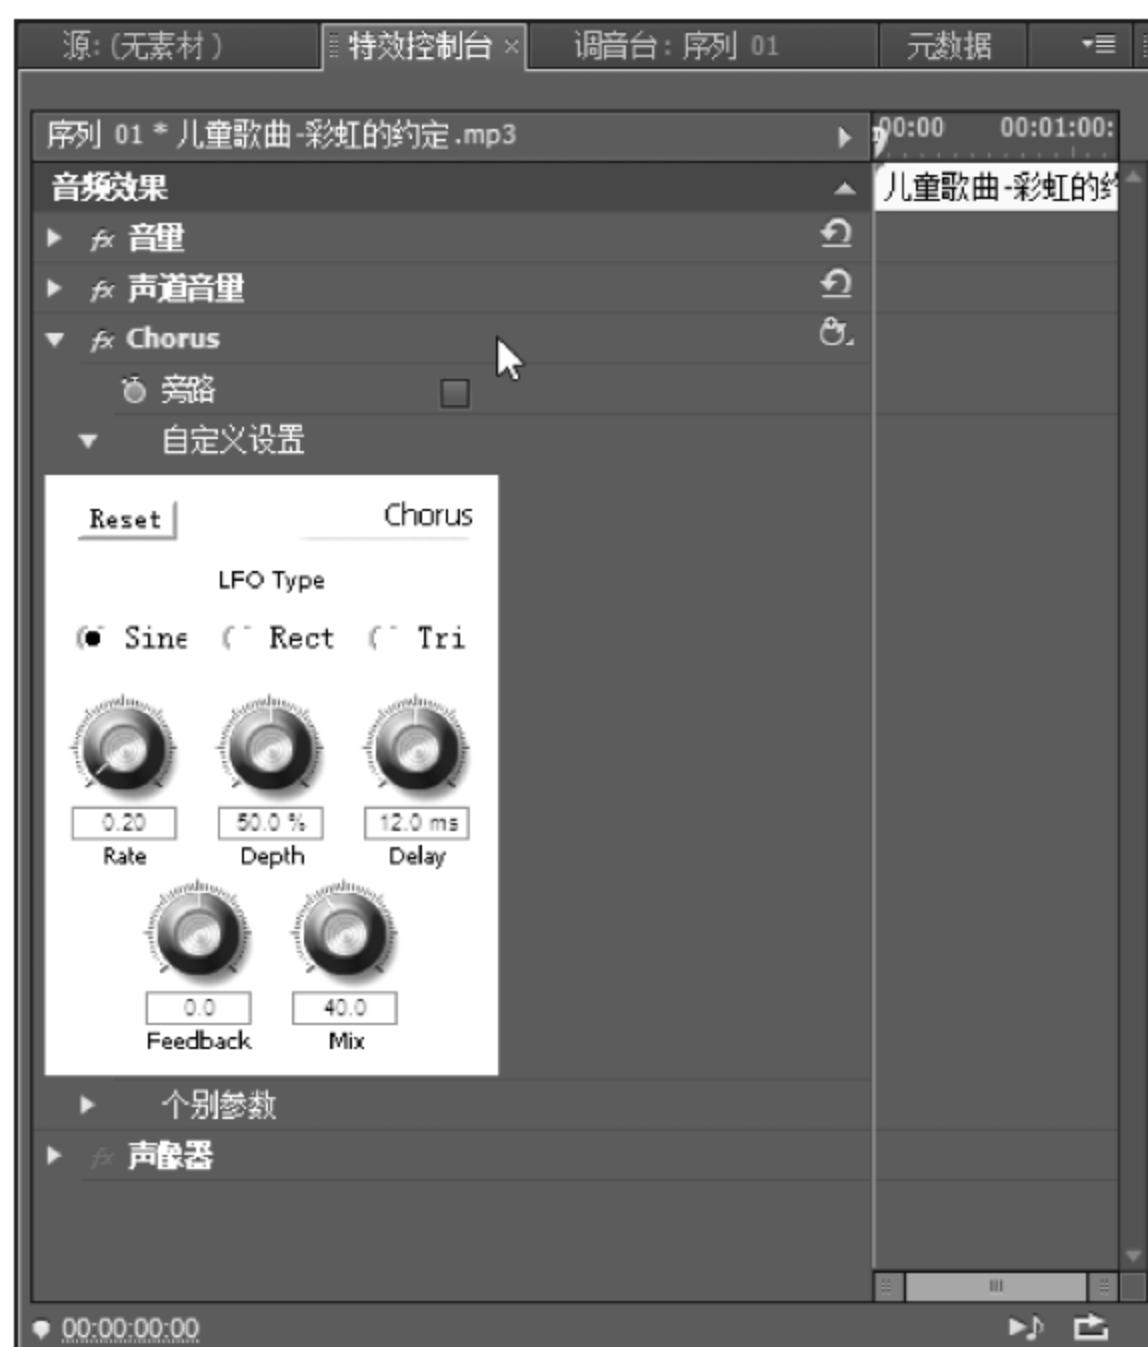 源: (无素材) 特效控制台 × 调音台: 序列 01 元数据
序列 01 * 儿童歌曲-彩虹的约定.mp3 00:00 00:01:00:
音频效果 儿童歌曲-彩虹的约
fx 音量
fx 声道音量
fx Chorus
旁路
自定义设置
Reset Chorus
LFO Type
Sine Rect Tri
0.20 50.0 % 12.0 ms
Rate Depth Delay
0.0 40.0
Feedback Mix
个别参数
fx 声像器
00:00:00:00